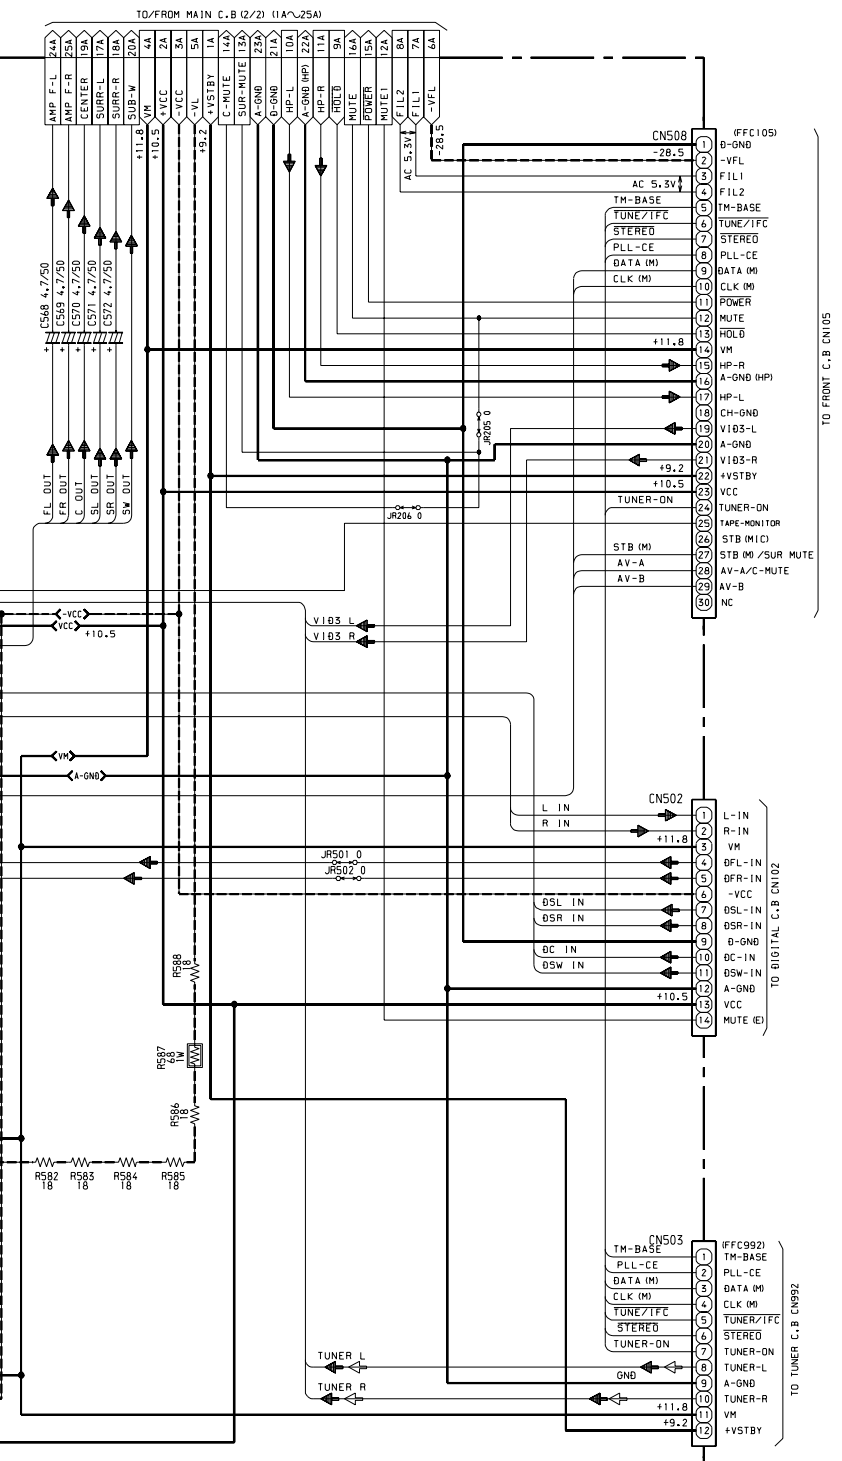 TO/FROM MAIN C.B (2/2) (1A～25A)
24A 25A 19A 17A 18A 20A 4A 2A 3A 5A 1A 14A 13A 23A 21A 10A 22A 11A 9A 16A 15A 12A 8A 7A 6A
AMP F-L
AMP F-R
CENTER
SURR-L
SURR-R
SUB-W
VM
+VCC
-VCC
-VL
+VSTBY
C-MUTE
SUR-MUTE
A-GND
D-GND
HP-L
A-GND (HP)
HP-R
HOLD
MUTE
POWER
MUTE1
FIL2
FIL1
-VFL
+11.8
+10.5
+9.2
AC 5.3V
-28.5
C568 4.7/50
C569 4.7/50
C570 4.7/50
C571 4.7/50
C572 4.7/50
+ + + + +
FL OUT
FR OUT
C OUT
SL OUT
SR OUT
SW OUT
CN508 (FFC105)
1 D-GND
-28.5 2 -VFL
3 FIL1
AC 5.3V 4 FIL2
TM-BASE 5 TM-BASE
TUNE/IFC 6 TUNE/IFC
STEREO 7 STEREO
PLL-CE 8 PLL-CE
DATA (M) 9 DATA (M)
CLK (M) 10 CLK (M)
11 POWER
12 MUTE
13 HOLD
+11.8 14 VM
15 HP-R
16 A-GND (HP)
17 HP-L
18 CH-GND
19 VID3-L
20 A-GND
21 VID3-R
+9.2 22 +VSTBY
+10.5 23 VCC
TUNER-ON 24 TUNER-ON
25 TAPE-MONITOR
26 STB (MIC)
STB (M) 27 STB (M) /SUR MUTE
AV-A 28 AV-A/C-MUTE
AV-B 29 AV-B
30 NC
TO FRONT C.B CN105
JR205 0
JR206 0
-VCC
VCC
+10.5
VID3 L
VID3 R
VM
A-GND
CN502
L IN 1 L-IN
R IN 2 R-IN
+11.8 3 VM
JR501 0 4 DFL-IN
JR502 0 5 DFR-IN
6 -VCC
DSL IN 7 DSL-IN
DSR IN 8 DSR-IN
9 D-GND
DC IN 10 DC-IN
DSW IN 11 DSW-IN
12 A-GND
+10.5 13 VCC
14 MUTE (E)
TO DIGITAL C.B CN102
R588
18
R587
68
1W
R586
18
R582 R583 R584 R585
18 18 18 18
CN503 (FFC992)
TM-BASE 1 TM-BASE
PLL-CE 2 PLL-CE
DATA (M) 3 DATA (M)
CLK (M) 4 CLK (M)
TUNE/IFC 5 TUNER/IFC
STEREO 6 STEREO
TUNER-ON 7 TUNER-ON
TUNER L 8 TUNER-L
GND 9 A-GND
TUNER R 10 TUNER-R
+11.8 11 VM
+9.2 12 +VSTBY
TO TUNER C.B CN992